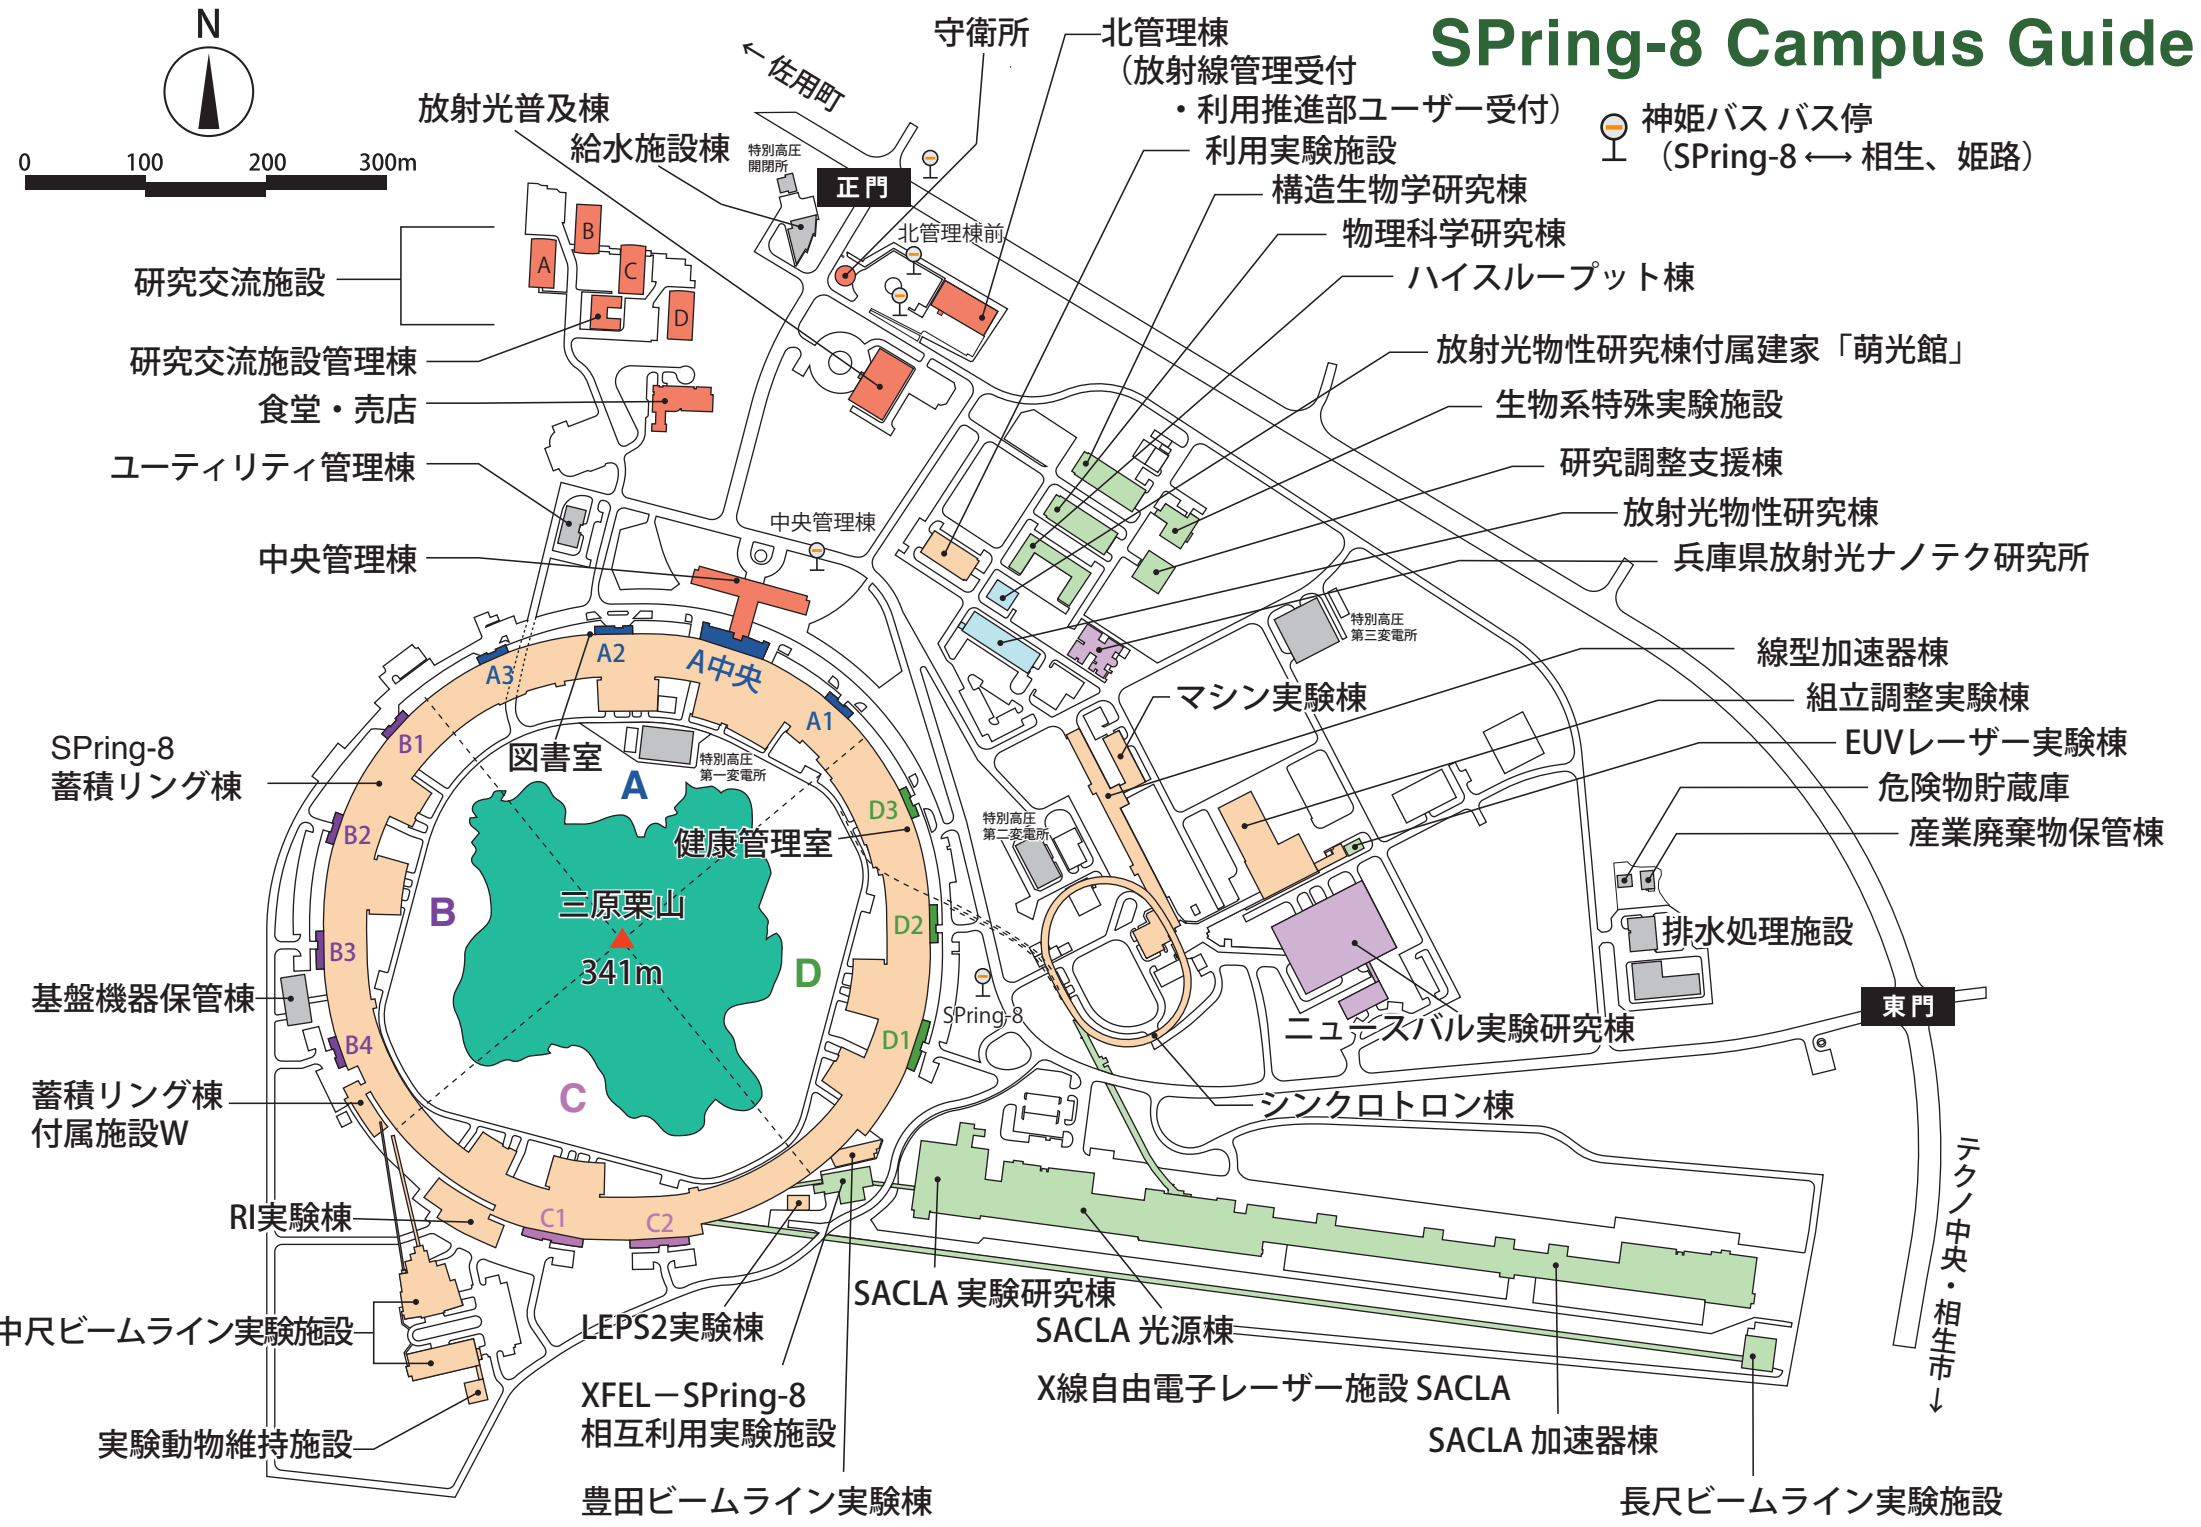 SPring-8 Campus Guide
N
0 100 200 300m
神姫バス バス停
（SPring-8 ⟷ 相生、姫路）
← 佐用町
守衛所
北管理棟
（放射線管理受付
・利用推進部ユーザー受付）
放射光普及棟
給水施設棟
特別高圧
開閉所
正門
北管理棟前
利用実験施設
構造生物学研究棟
物理科学研究棟
ハイスループット棟
放射光物性研究棟付属建家「萌光館」
生物系特殊実験施設
研究調整支援棟
放射光物性研究棟
兵庫県放射光ナノテク研究所
研究交流施設
A
B
C
D
研究交流施設管理棟
食堂・売店
ユーティリティ管理棟
中央管理棟
中央管理棟
特別高圧
第三変電所
線型加速器棟
組立調整実験棟
EUVレーザー実験棟
危険物貯蔵庫
産業廃棄物保管棟
マシン実験棟
A3
A2
A中央
A1
B1
B2
B3
B4
C1
C2
D1
D2
D3
SPring-8
蓄積リング棟
図書室
特別高圧
第一変電所
A
B
C
D
健康管理室
三原栗山
341m
特別高圧
第二変電所
排水処理施設
東門
基盤機器保管棟
SPring-8
ニュースバル実験研究棟
シンクロトロン棟
蓄積リング棟
付属施設W
RI実験棟
中尺ビームライン実験施設
実験動物維持施設
LEPS2実験棟
XFEL－SPring-8
相互利用実験施設
豊田ビームライン実験棟
SACLA 実験研究棟
SACLA 光源棟
X線自由電子レーザー施設 SACLA
SACLA 加速器棟
長尺ビームライン実験施設
テクノ中央・相生市→